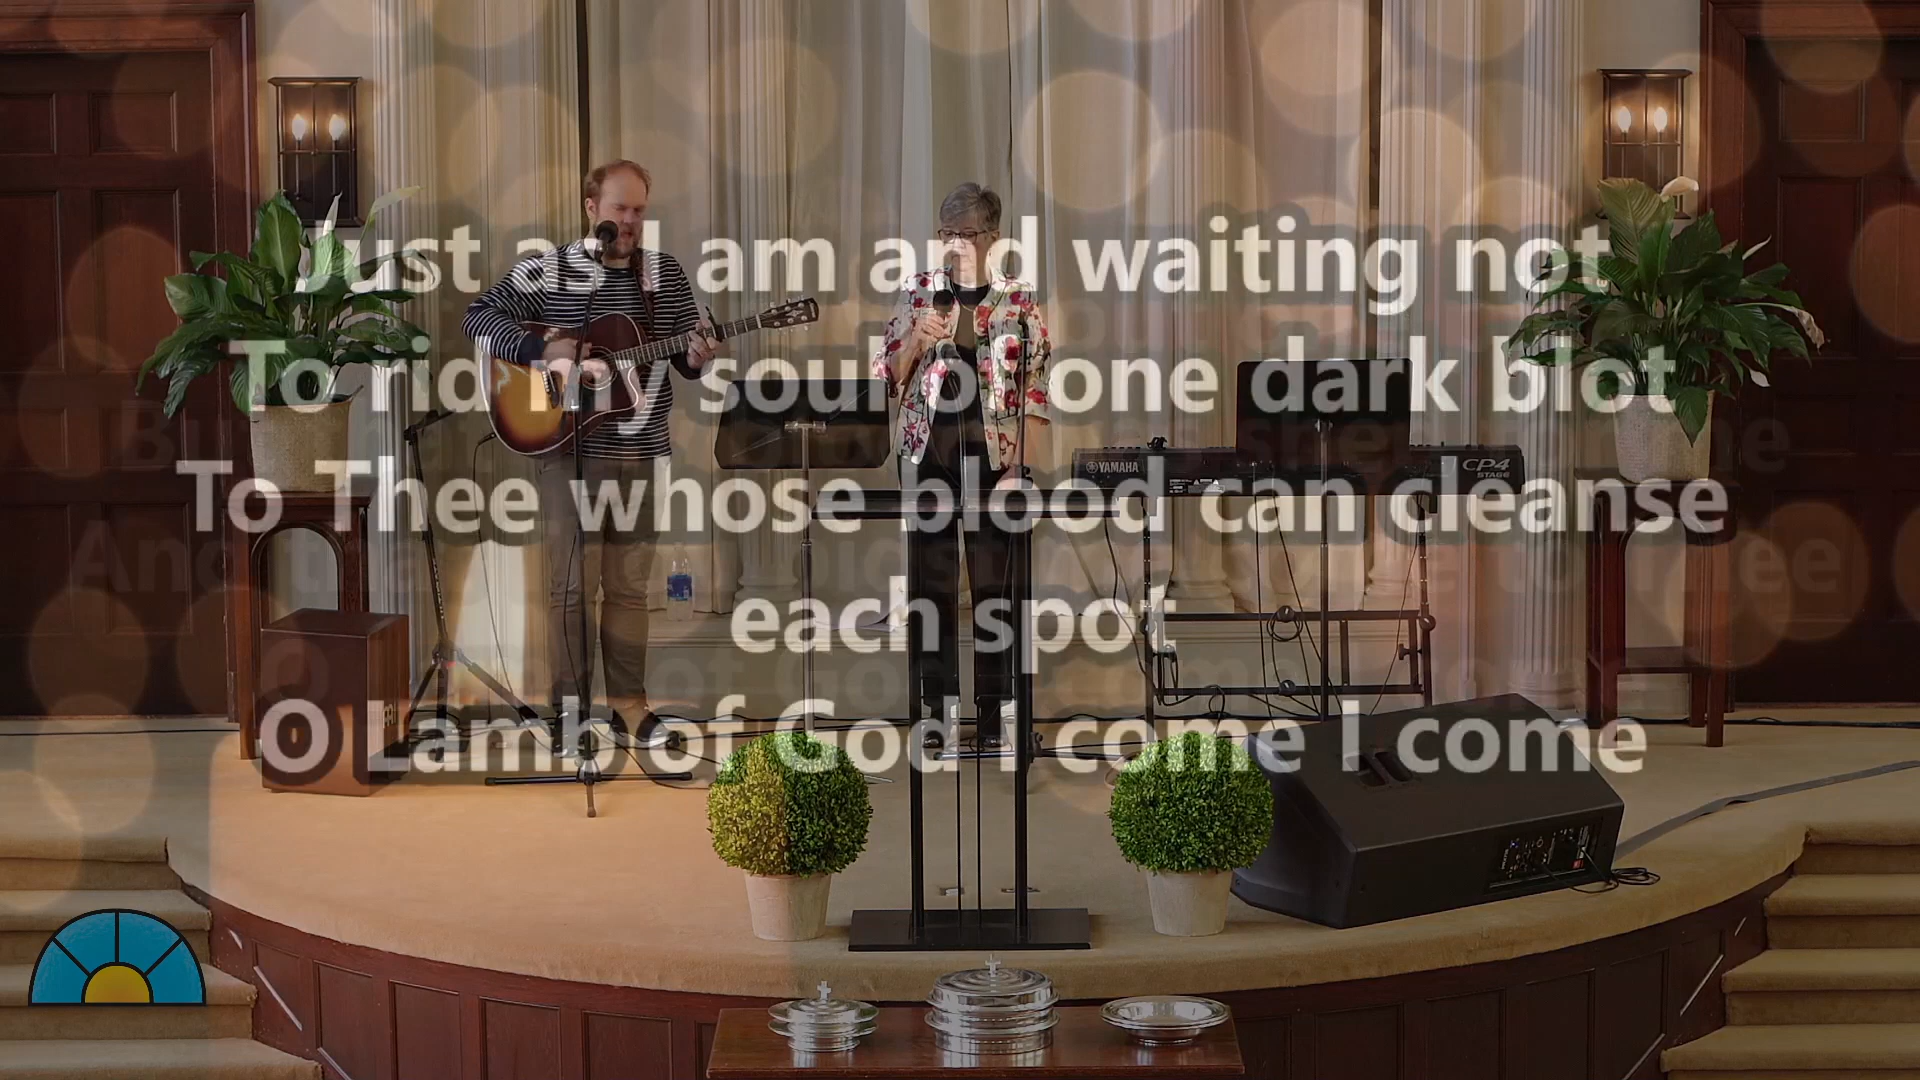 Just as I am and waiting not
To rid my soul of one dark blot
To Thee whose blood can cleanse
each spot
O Lamb of God I come I come
YAMAHA
CP4
STAGE